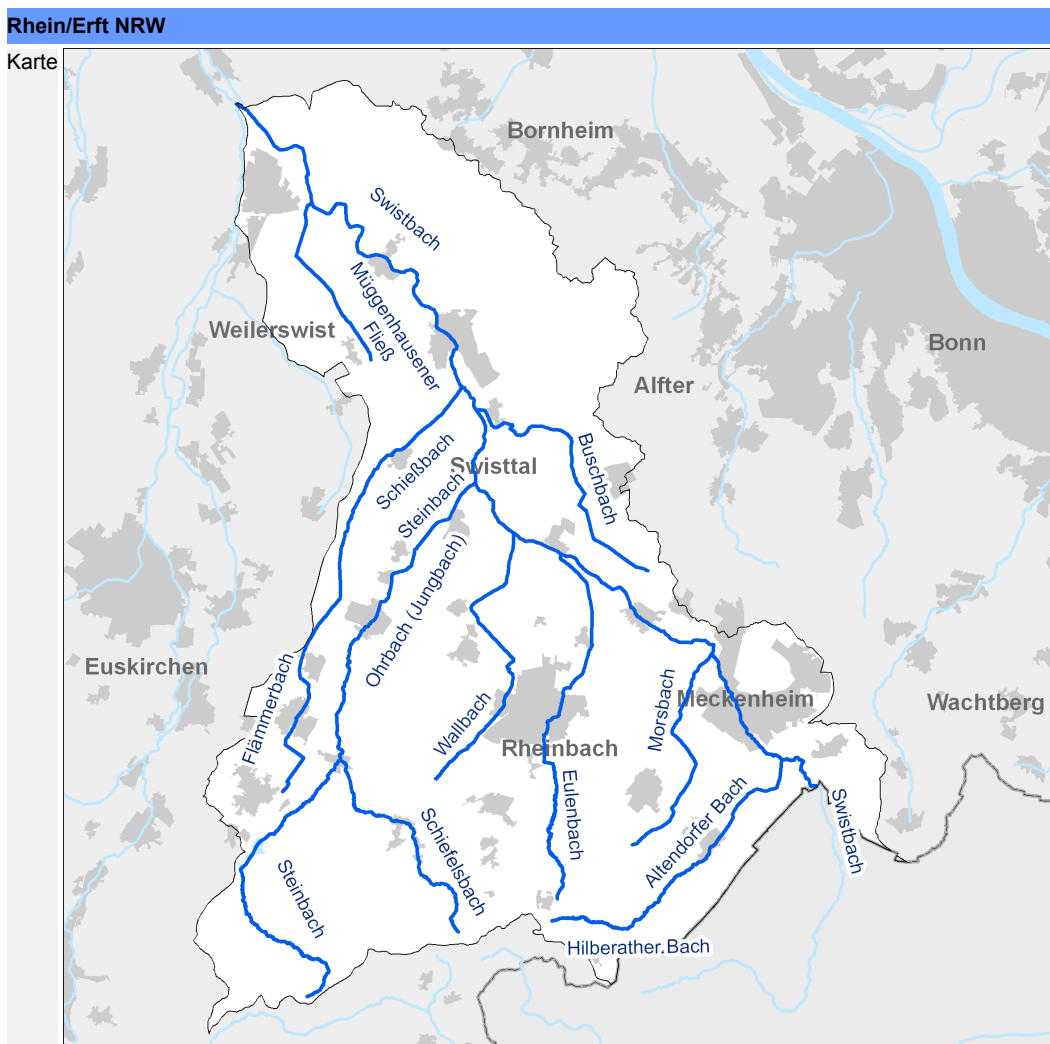 Rhein/Erft NRW
Karte
Bornheim
Swistbach
Müggenhausener
Fließ
Weilerswist
Bonn
Alfter
Schießbach
Swisttal
Buschbach
Steinbach
Ohrbach (Jungbach)
Euskirchen
Flämmerbach
Wallbach
Morsbach
Meckenheim
Wachtberg
Rheinbach
Eulenbach
Altendorfer Bach
Swistbach
Schiefelsbach
Steinbach
Hilberather Bach